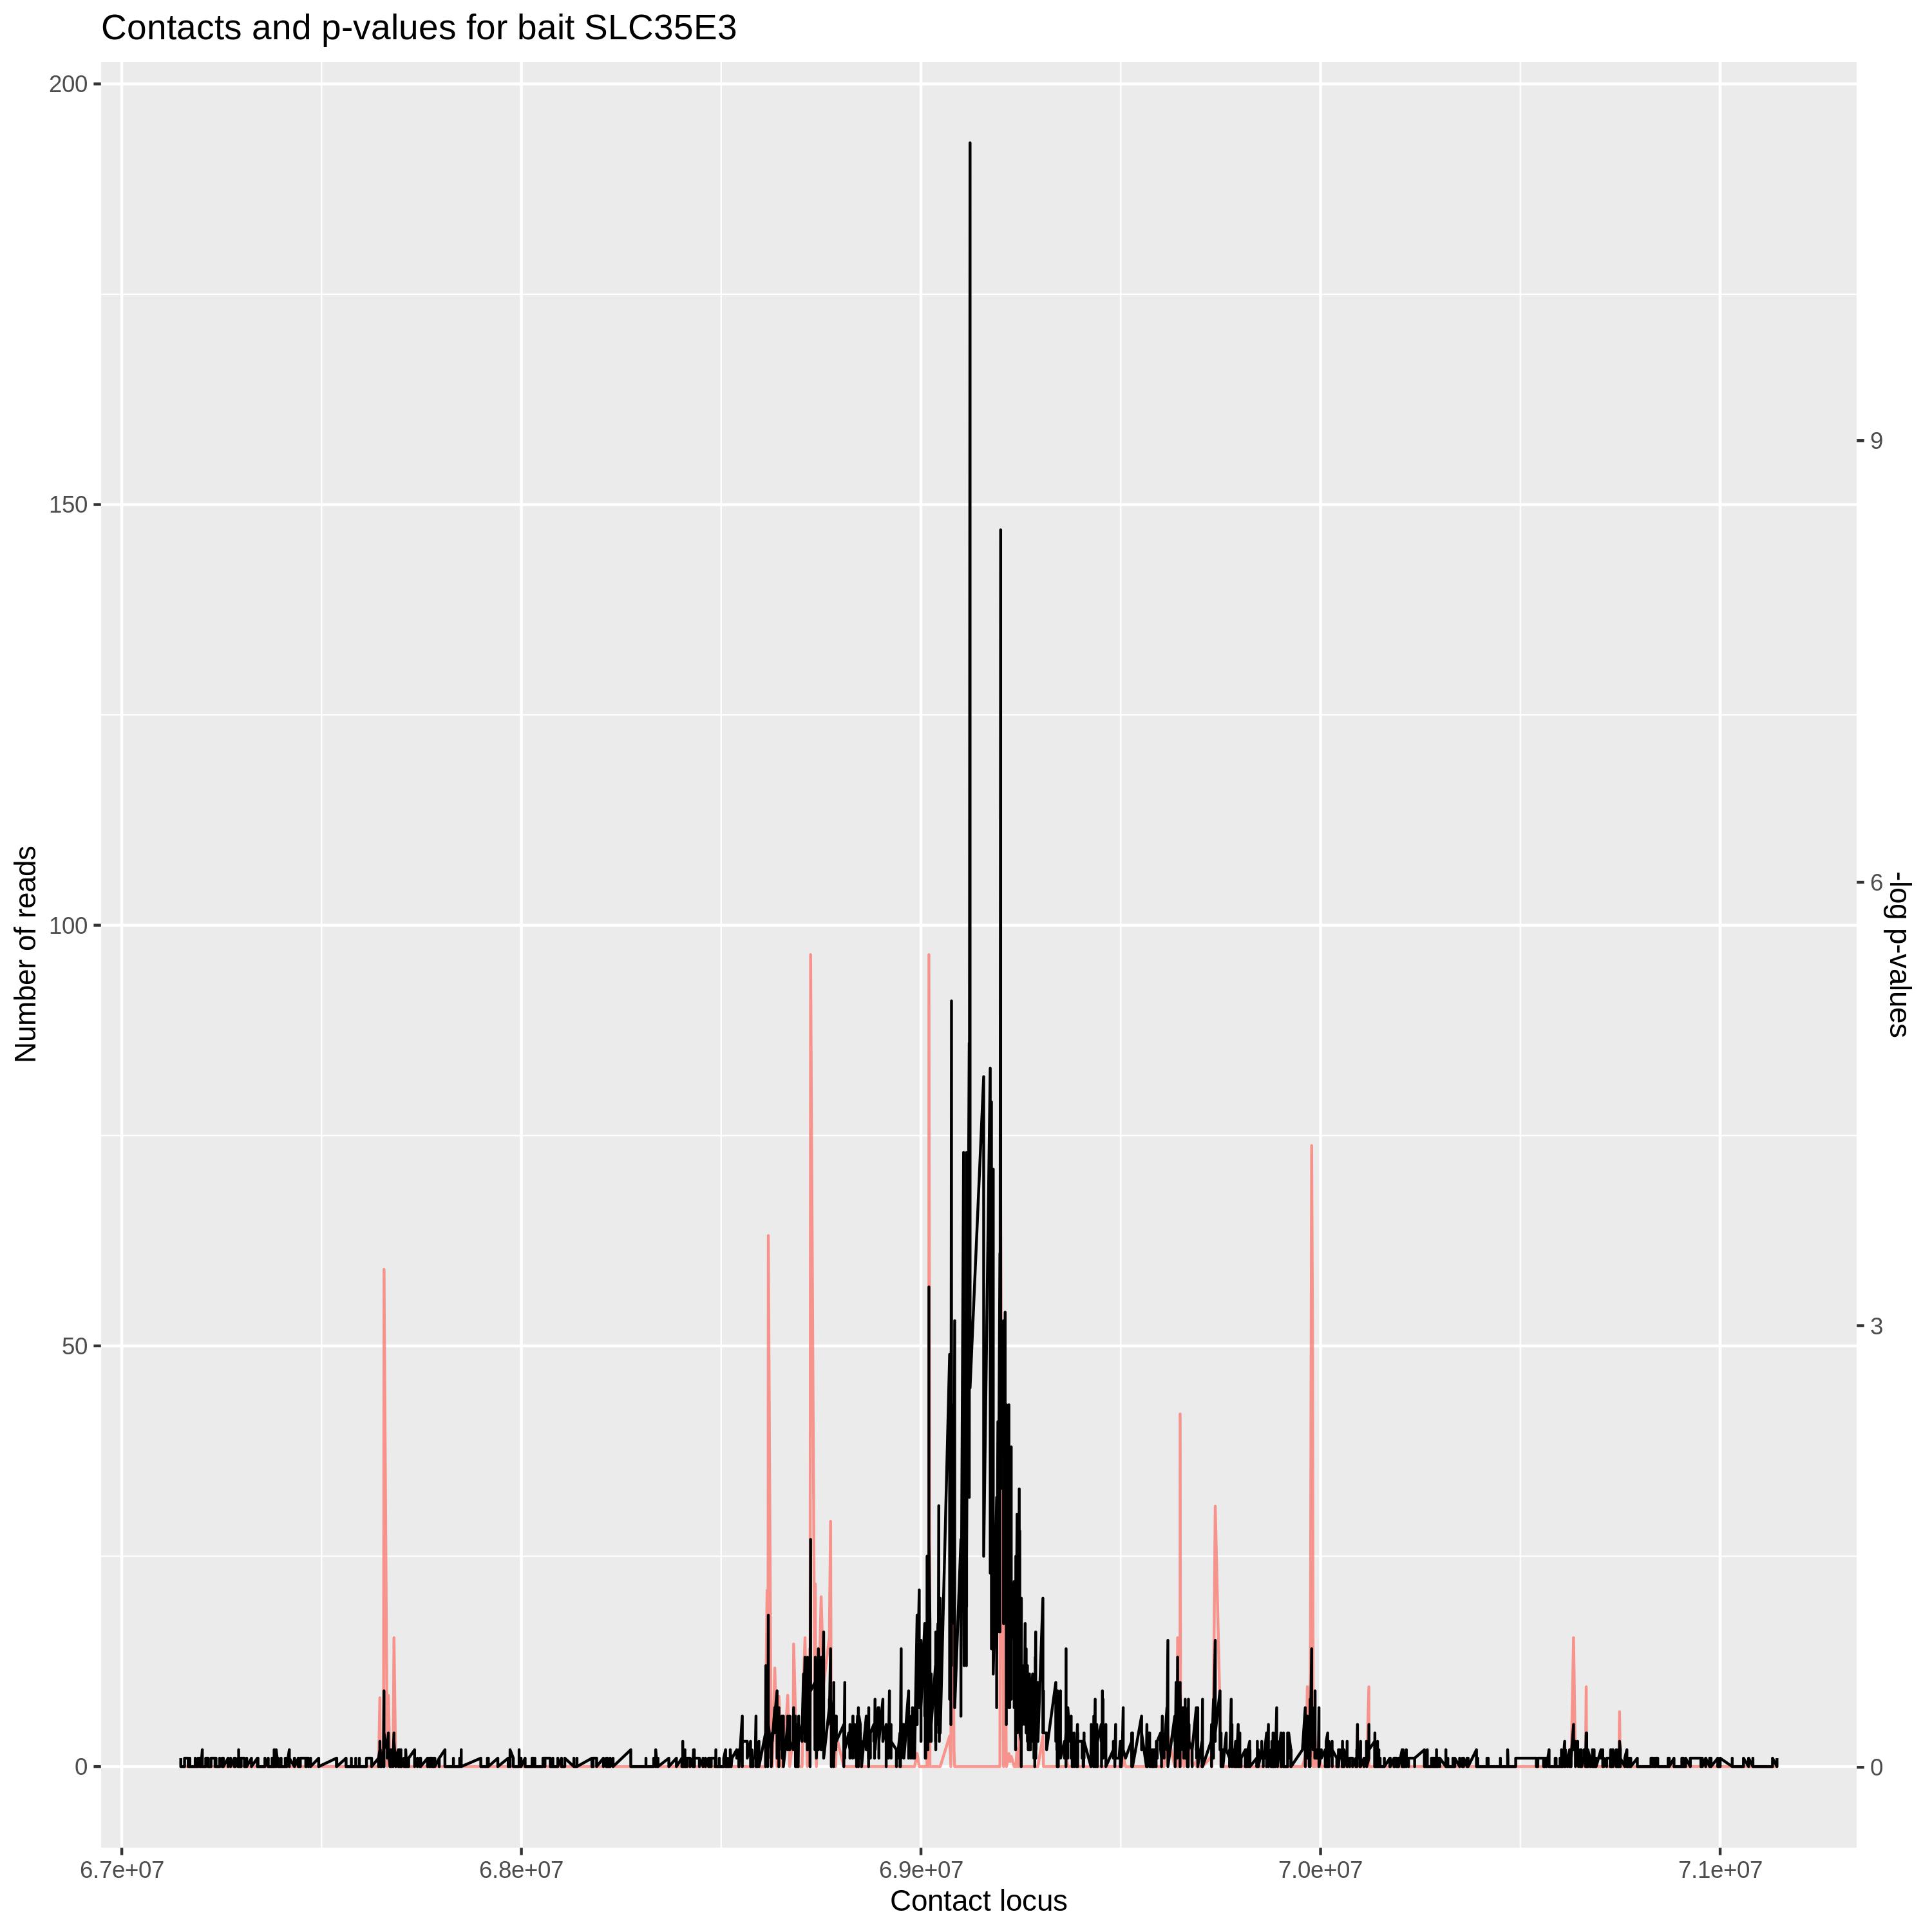 Contacts and p-values for bait SLC35E3
200
150
100
50
0
Number of reads
9
6
3
0
-log p-values
6.7e+07 6.8e+07 6.9e+07 7.0e+07 7.1e+07
Contact locus